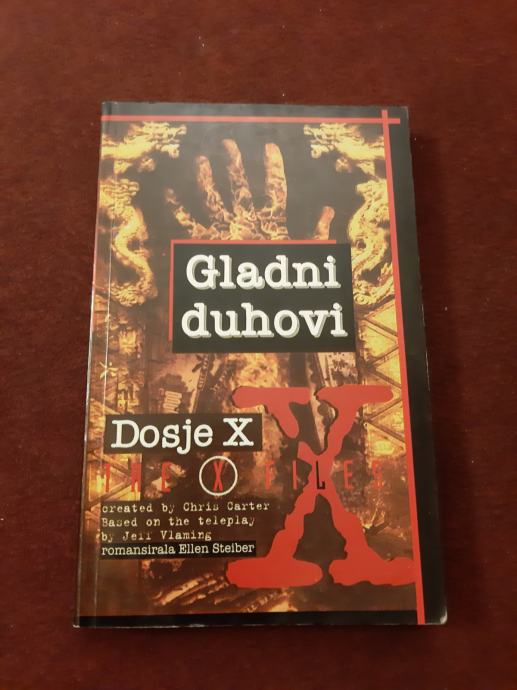 Gladni
duhovi
Dosje X
THE X FILES
created by Chris Carter
Based on the teleplay
by Jeff Vlaming
romansirala Ellen Steiber
X